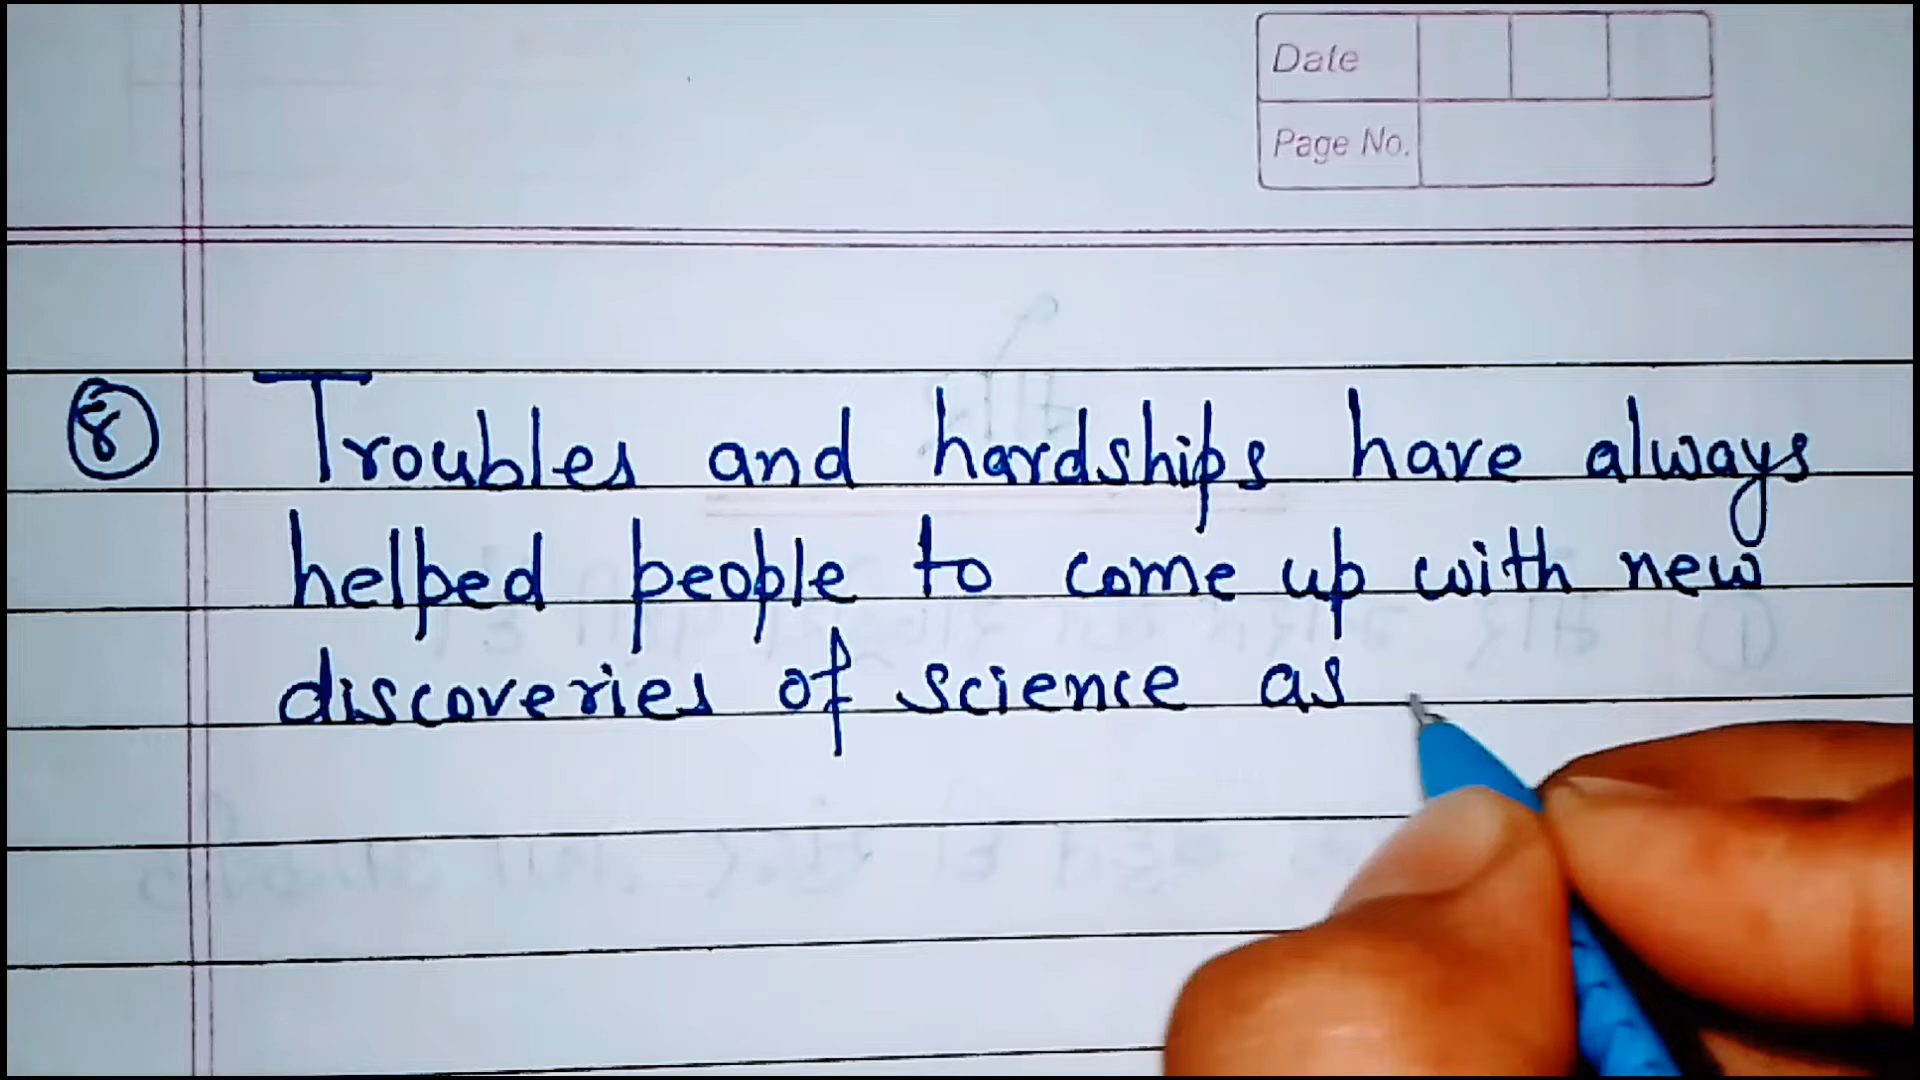 Date
Page No.
8 Troubles and hardships have always
helped people to come up with new
discoveries of science as